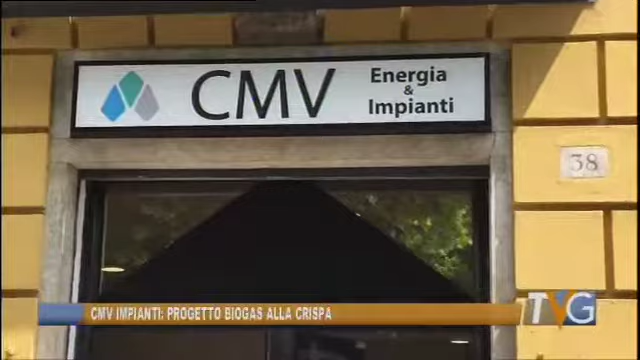 CMV
Energia
&
Impianti
38
CMV IMPIANTI: PROGETTO BIOGAS ALLA CRISPA
TVG